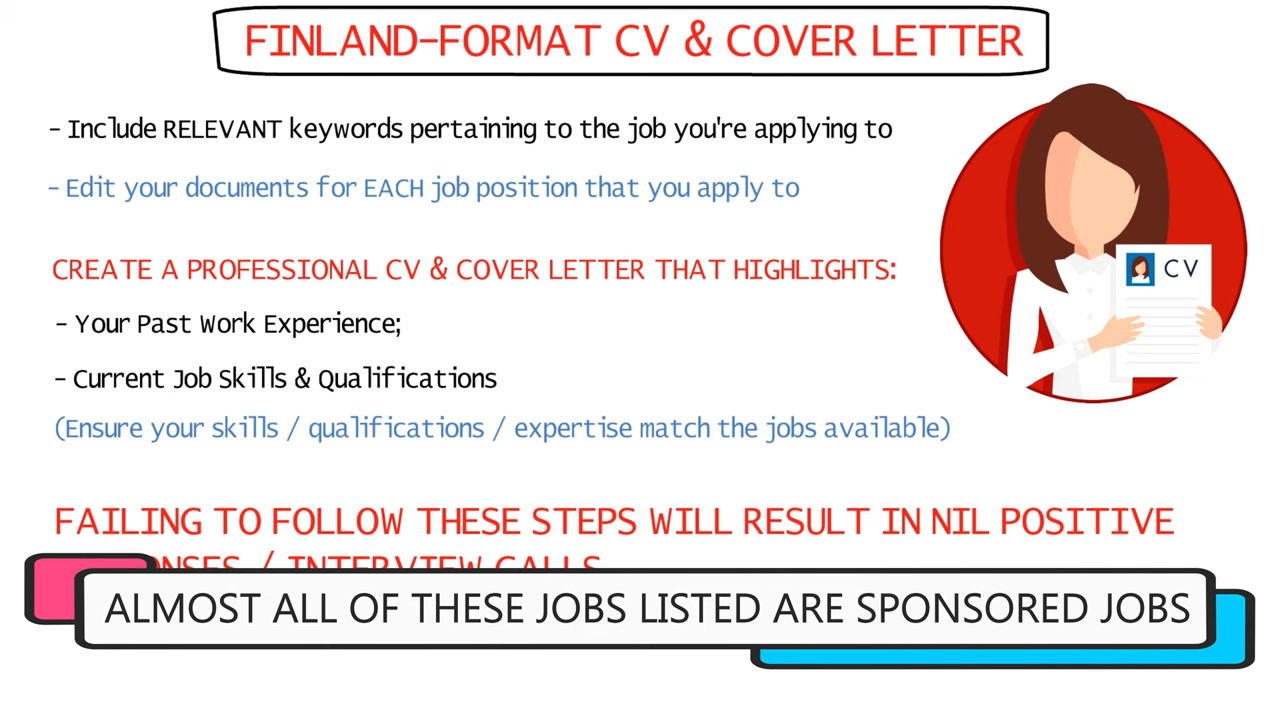 FINLAND-FORMAT CV & COVER LETTER
- Include RELEVANT keywords pertaining to the job you're applying to
- Edit your documents for EACH job position that you apply to
CV
CREATE A PROFESSIONAL CV & COVER LETTER THAT HIGHLIGHTS:
- Your Past Work Experience;
- Current Job Skills & Qualifications
(Ensure your skills / qualifications / expertise match the jobs available)
FAILING TO FOLLOW THESE STEPS WILL RESULT IN NIL POSITIVE
/ INTERVIEW CALLS
ALMOST ALL OF THESE JOBS LISTED ARE SPONSORED JOBS